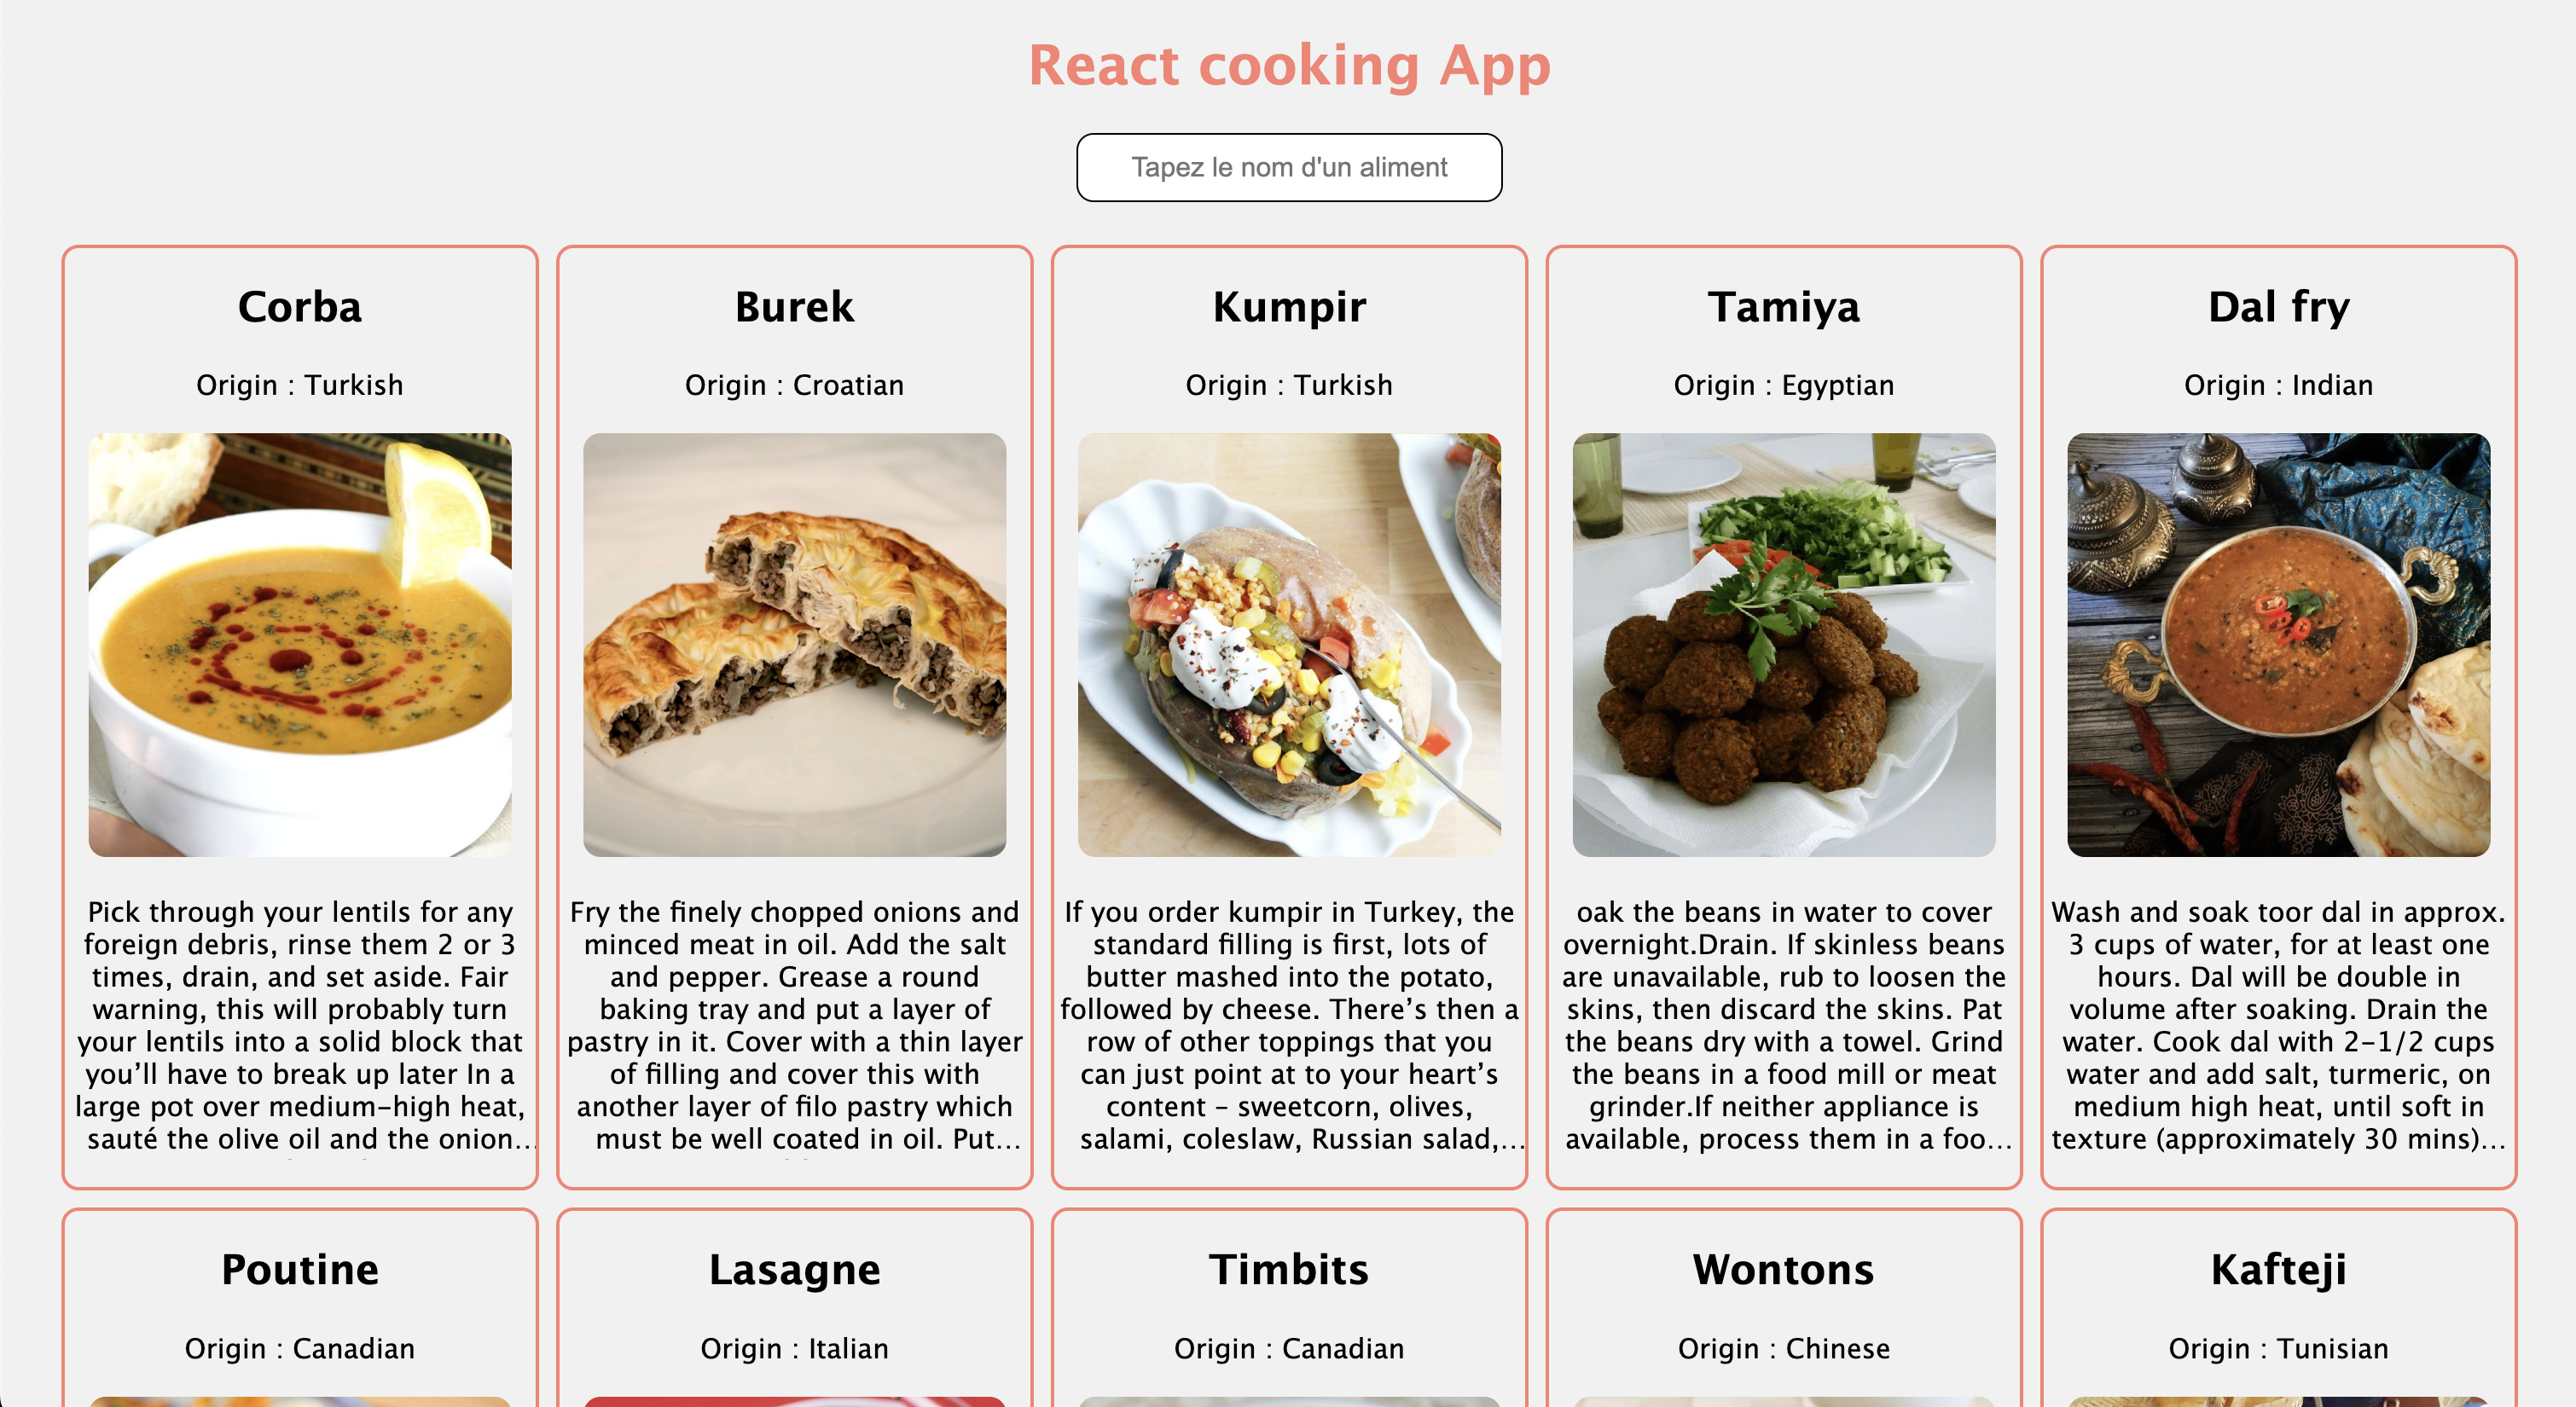 React cooking App
Tapez le nom d'un aliment
Corba
Origin : Turkish
Pick through your lentils for any
foreign debris, rinse them 2 or 3
times, drain, and set aside. Fair
warning, this will probably turn
your lentils into a solid block that
you’ll have to break up later In a
large pot over medium-high heat,
sauté the olive oil and the onion...
Burek
Origin : Croatian
Fry the finely chopped onions and
minced meat in oil. Add the salt
and pepper. Grease a round
baking tray and put a layer of
pastry in it. Cover with a thin layer
of filling and cover this with
another layer of filo pastry which
must be well coated in oil. Put...
Kumpir
Origin : Turkish
If you order kumpir in Turkey, the
standard filling is first, lots of
butter mashed into the potato,
followed by cheese. There’s then a
row of other toppings that you
can just point at to your heart’s
content – sweetcorn, olives,
salami, coleslaw, Russian salad,...
Tamiya
Origin : Egyptian
oak the beans in water to cover
overnight.Drain. If skinless beans
are unavailable, rub to loosen the
skins, then discard the skins. Pat
the beans dry with a towel. Grind
the beans in a food mill or meat
grinder.If neither appliance is
available, process them in a foo...
Dal fry
Origin : Indian
Wash and soak toor dal in approx.
3 cups of water, for at least one
hours. Dal will be double in
volume after soaking. Drain the
water. Cook dal with 2-1/2 cups
water and add salt, turmeric, on
medium high heat, until soft in
texture (approximately 30 mins)...
Poutine
Origin : Canadian
Lasagne
Origin : Italian
Timbits
Origin : Canadian
Wontons
Origin : Chinese
Kafteji
Origin : Tunisian